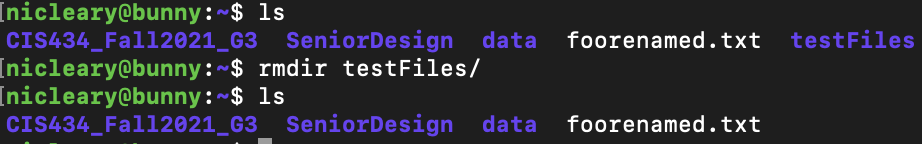 [nicleary@bunny:~$ ls
CIS434_Fall2021_G3 SeniorDesign data foorenamed.txt testFiles
[nicleary@bunny:~$ rmdir testFiles/
[nicleary@bunny:~$ ls
CIS434_Fall2021_G3 SeniorDesign data foorenamed.txt